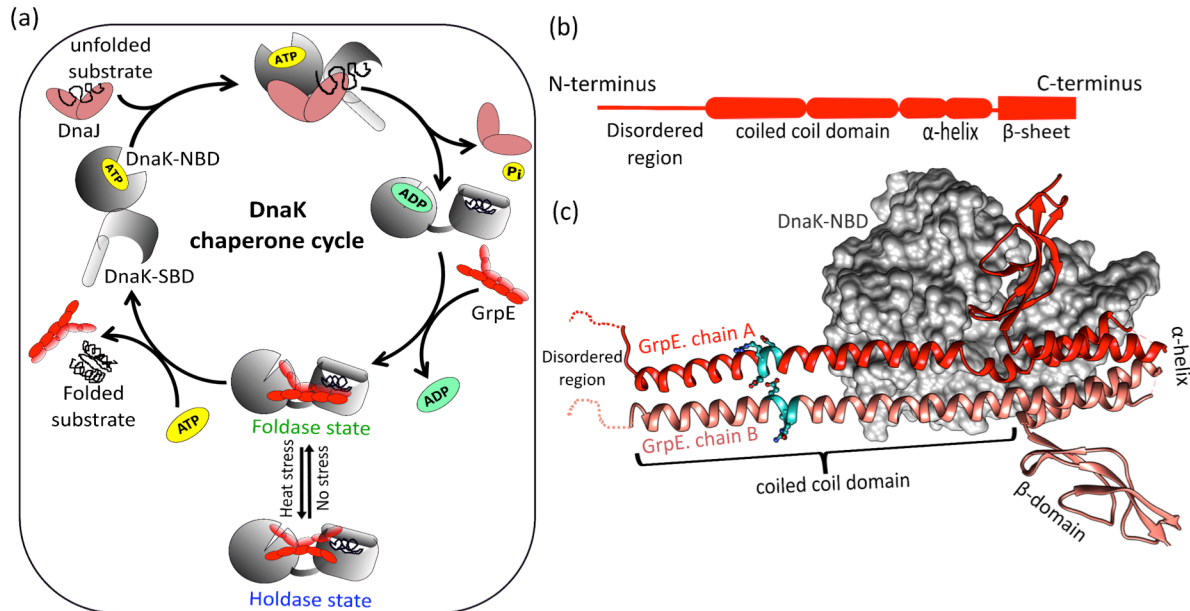 (a)
unfolded
substrate
DnaJ
ATP
DnaK-NBD
ATP
DnaK-SBD
DnaK
chaperone cycle
Pi
ADP
GrpE
ADP
Folded
substrate
ATP
Foldase state
Heat stress
No stress
Holdase state
(b)
N-terminus
C-terminus
Disordered
region
coiled coil domain
α-helix
β-sheet
(c)
DnaK-NBD
GrpE. chain A
Disordered
region
GrpE. chain B
α-helix
coiled coil domain
β-domain